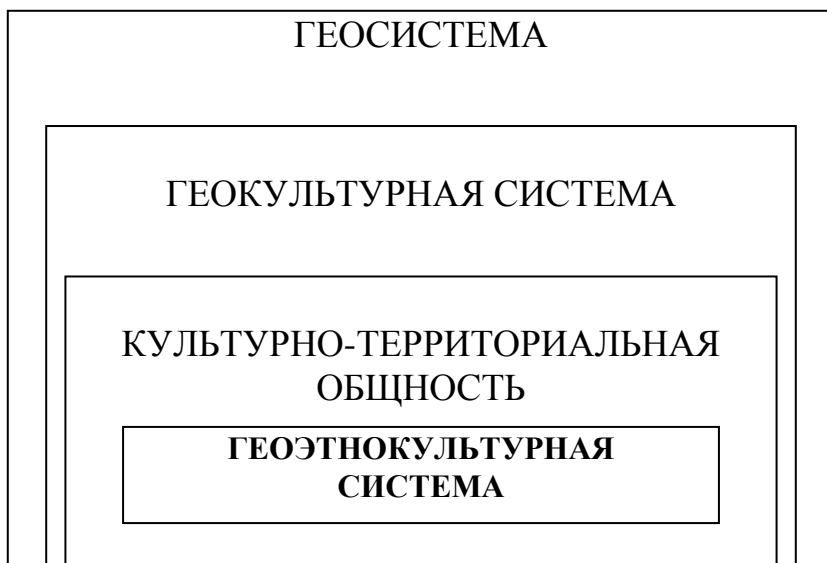 ГЕОСИСТЕМА
ГЕОКУЛЬТУРНАЯ СИСТЕМА
КУЛЬТУРНО-ТЕРРИТОРИАЛЬНАЯ
ОБЩНОСТЬ
ГЕОЭТНОКУЛЬТУРНАЯ
СИСТЕМА